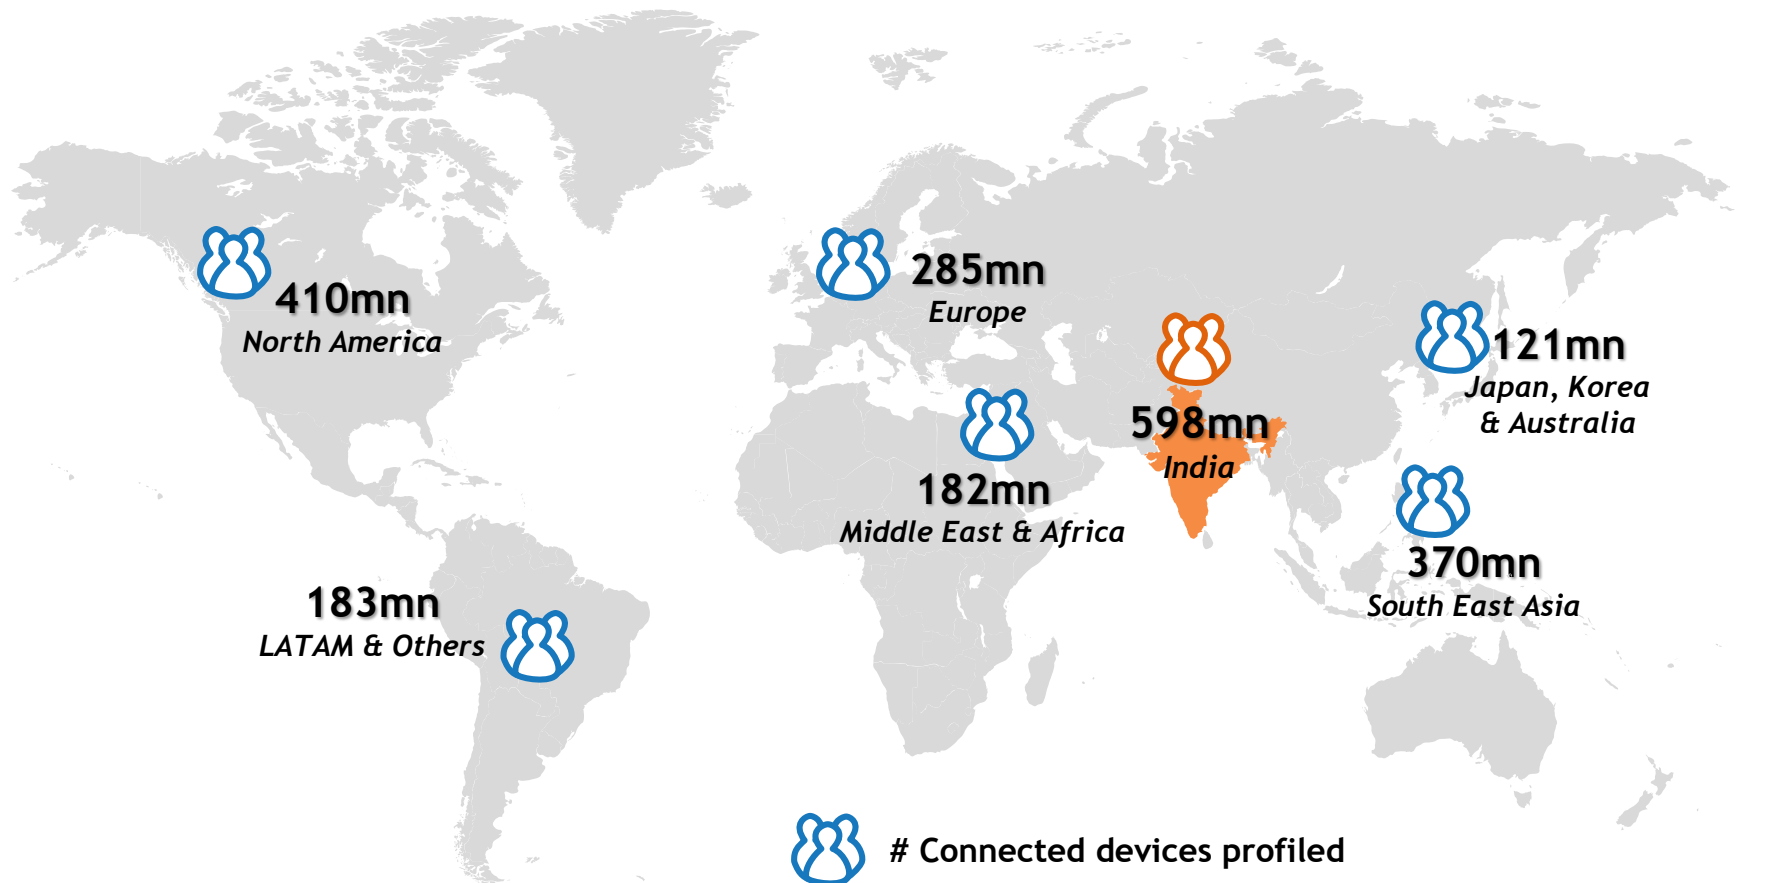 410mn
North America
285mn
Europe
598mn
India
121mn
Japan, Korea
& Australia
182mn
Middle East & Africa
370mn
South East Asia
183mn
LATAM & Others
# Connected devices profiled